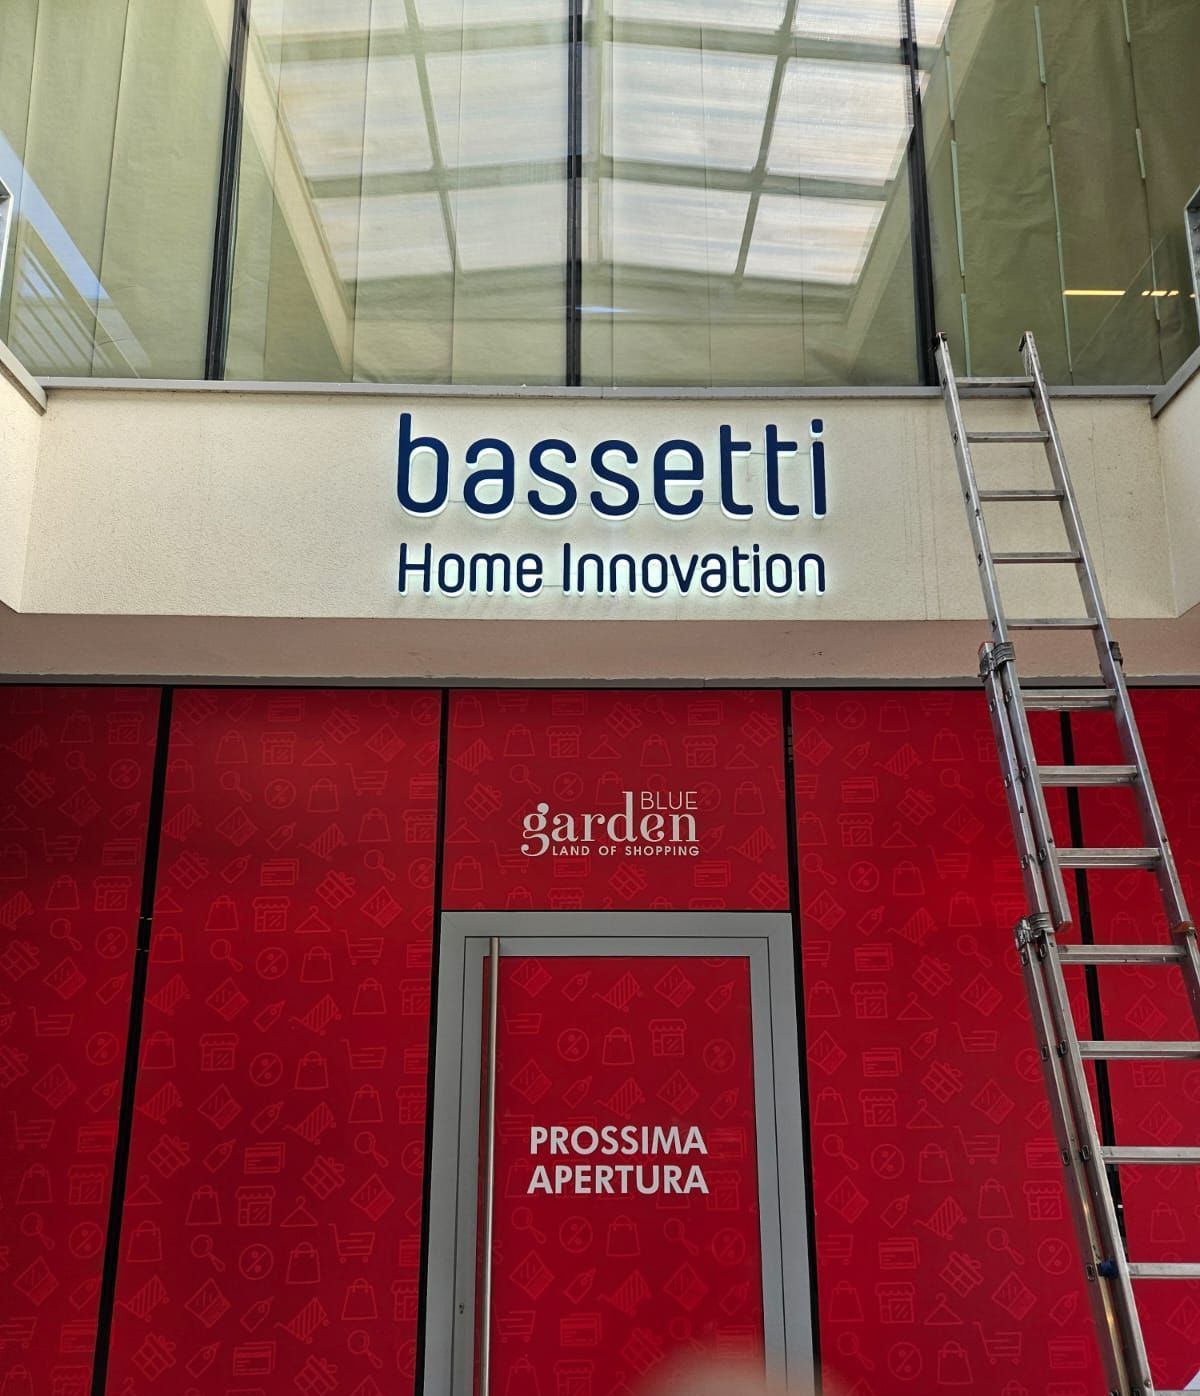 bassetti
Home Innovation
BLUE
garden
LAND OF SHOPPING
PROSSIMA
APERTURA